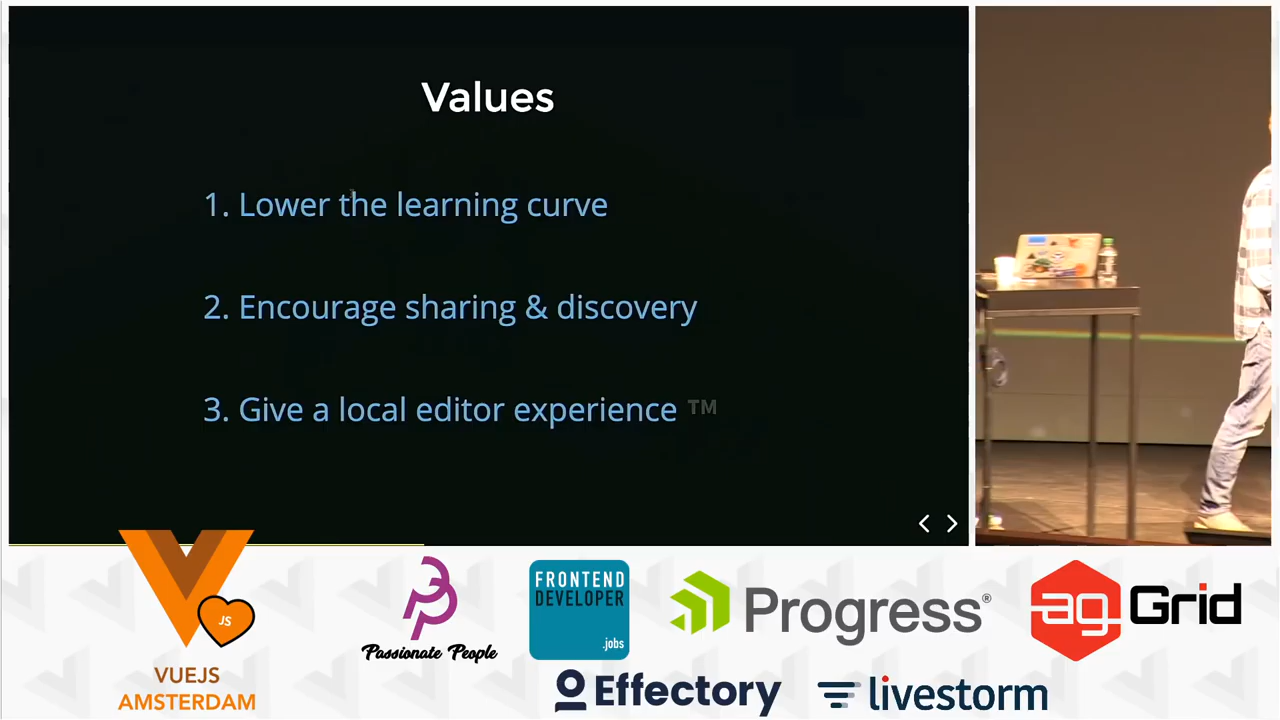 Values
1. Lower the learning curve
2. Encourage sharing & discovery
3. Give a local editor experience ™
JS
VUEJS
AMSTERDAM
Passionate People
FRONTEND
DEVELOPER
.jobs
Progress®
ag Grid
Effectory
livestorm